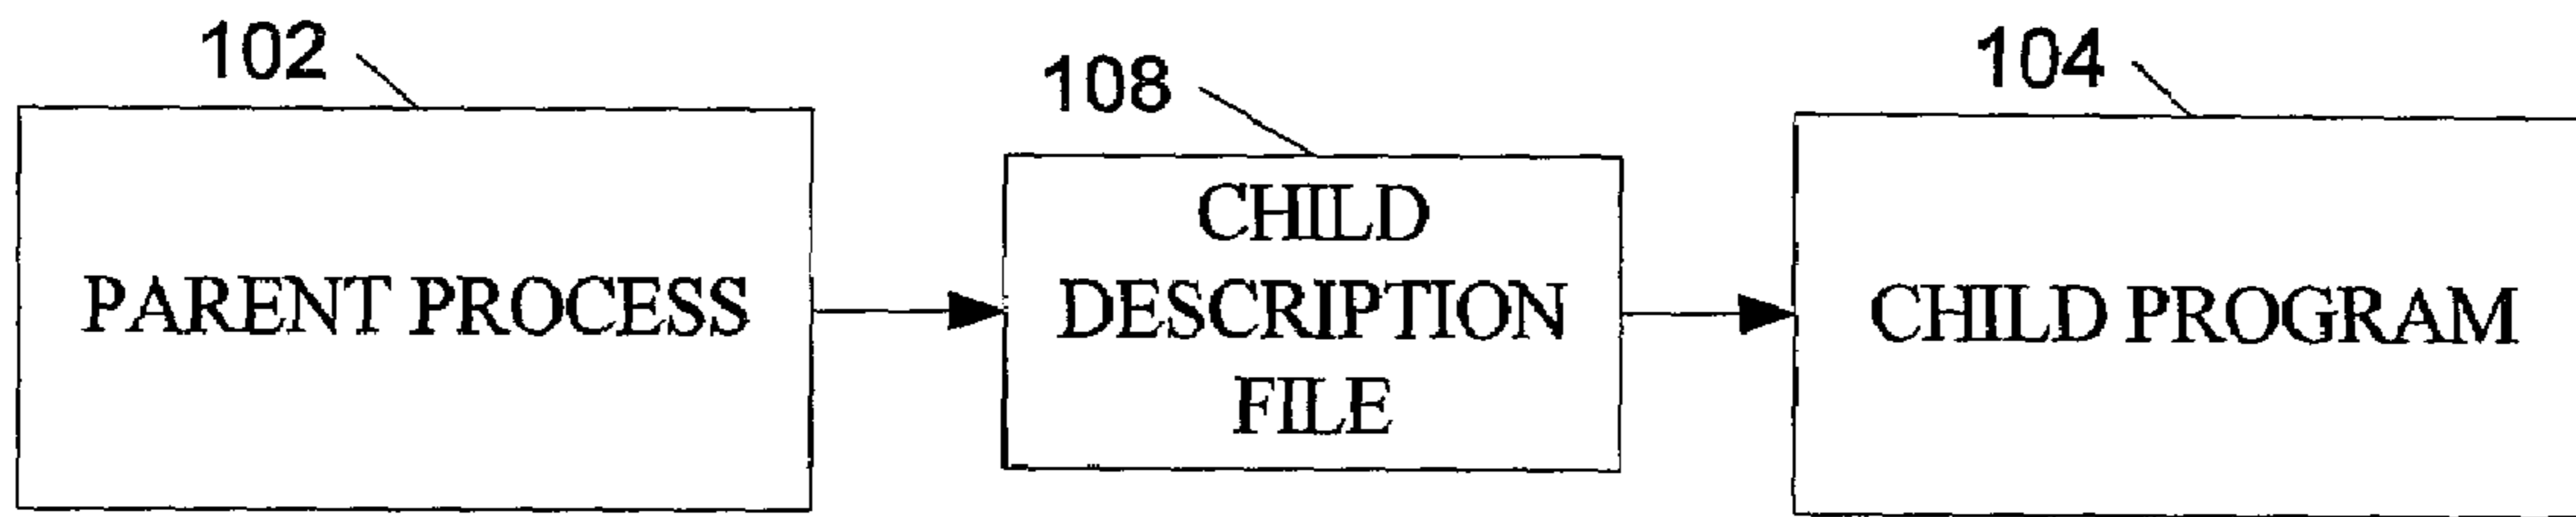 102
108
104
PARENT PROCESS
CHILD
DESCRIPTION
FILE
CHILD PROGRAM